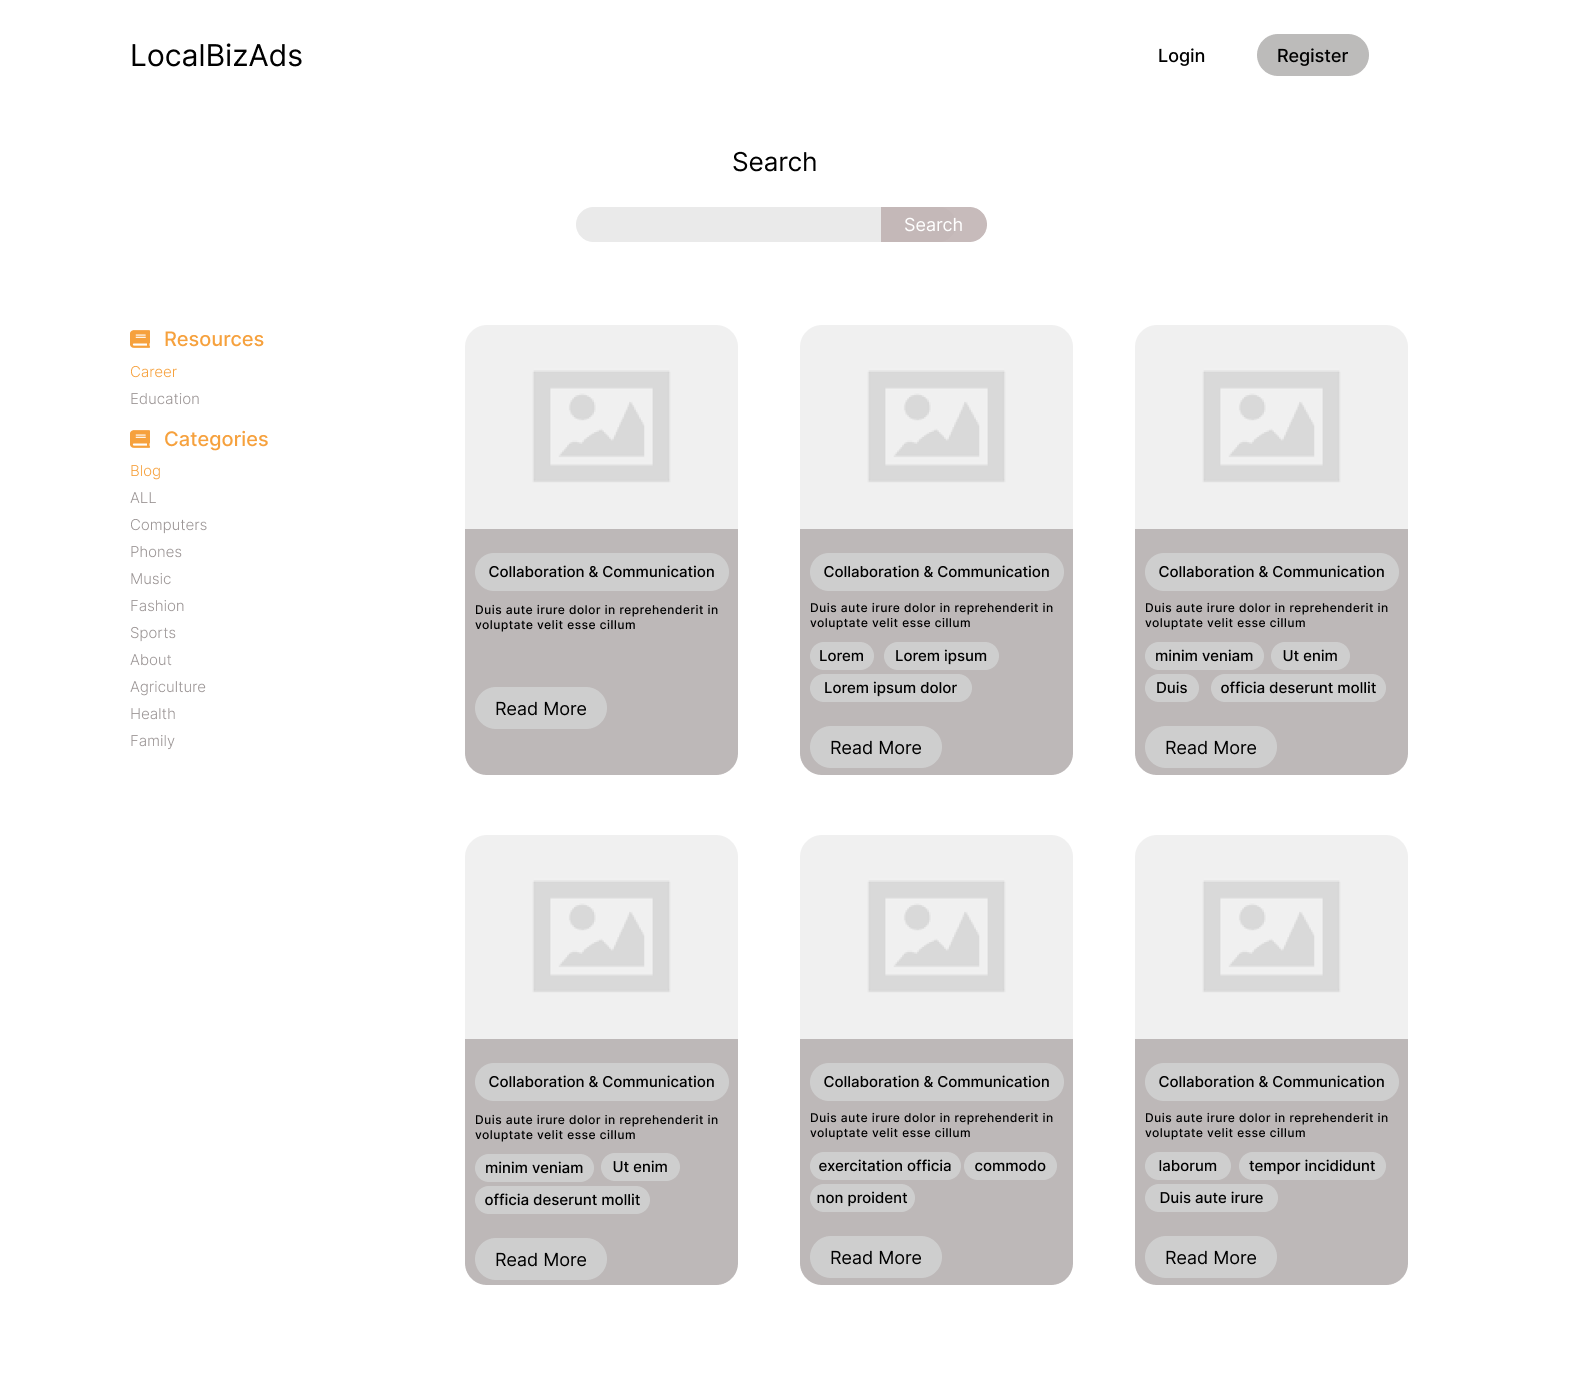 LocalBizAds
Login
Register
Search
Search
Resources
Career
Education
Categories
Blog
ALL
Computers
Phones
Music
Fashion
Sports
About
Agriculture
Health
Family
Collaboration & Communication
Duis aute irure dolor in reprehenderit in
voluptate velit esse cillum
Read More
Collaboration & Communication
Duis aute irure dolor in reprehenderit in
voluptate velit esse cillum
Lorem Lorem ipsum
Lorem ipsum dolor
Read More
Collaboration & Communication
Duis aute irure dolor in reprehenderit in
voluptate velit esse cillum
minim veniam Ut enim
Duis officia deserunt mollit
Read More
Collaboration & Communication
Duis aute irure dolor in reprehenderit in
voluptate velit esse cillum
minim veniam Ut enim
officia deserunt mollit
Read More
Collaboration & Communication
Duis aute irure dolor in reprehenderit in
voluptate velit esse cillum
exercitation officia commodo
non proident
Read More
Collaboration & Communication
Duis aute irure dolor in reprehenderit in
voluptate velit esse cillum
laborum tempor incididunt
Duis aute irure
Read More